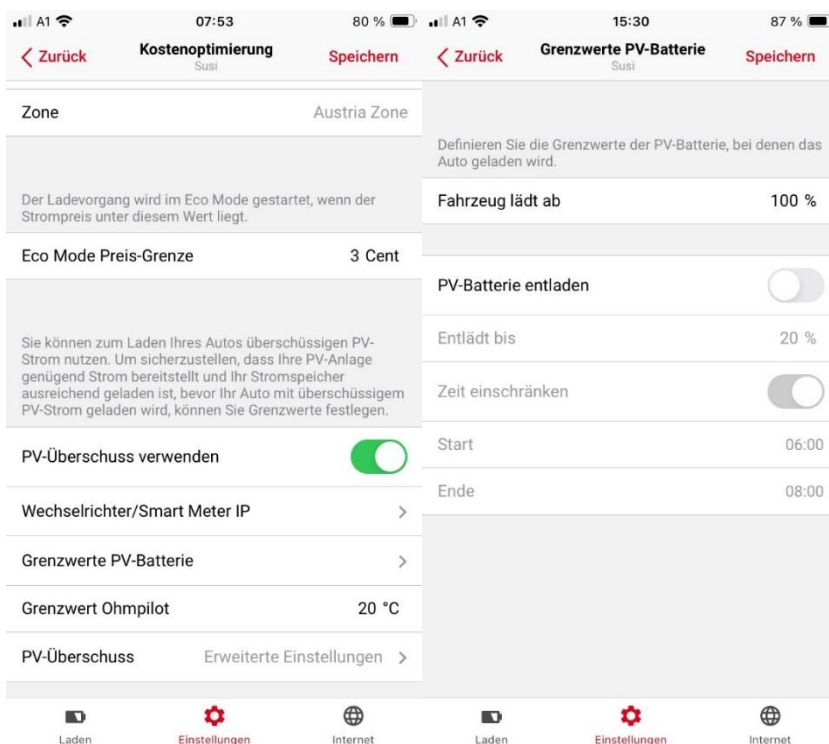 A1
07:53
80 %
Zurück
Kostenoptimierung
Speichern
Susi
Zone
Austria Zone
Der Ladevorgang wird im Eco Mode gestartet, wenn der
Strompreis unter diesem Wert liegt.
Eco Mode Preis-Grenze
3 Cent
Sie können zum Laden Ihres Autos überschüssigen PV-
Strom nutzen. Um sicherzustellen, dass Ihre PV-Anlage
genügend Strom bereitstellt und Ihr Stromspeicher
ausreichend geladen ist, bevor Ihr Auto mit überschüssigem
PV-Strom geladen wird, können Sie Grenzwerte festlegen.
PV-Überschuss verwenden
Wechselrichter/Smart Meter IP
Grenzwerte PV-Batterie
Grenzwert Ohmpilot
20 °C
PV-Überschuss
Erweiterte Einstellungen
Laden
Einstellungen
Internet
A1
15:30
87 %
Zurück
Grenzwerte PV-Batterie
Speichern
Susi
Definieren Sie die Grenzwerte der PV-Batterie, bei denen das
Auto geladen wird.
Fahrzeug lädt ab
100 %
PV-Batterie entladen
Entlädt bis
20 %
Zeit einschränken
Start
06:00
Ende
08:00
Laden
Einstellungen
Internet